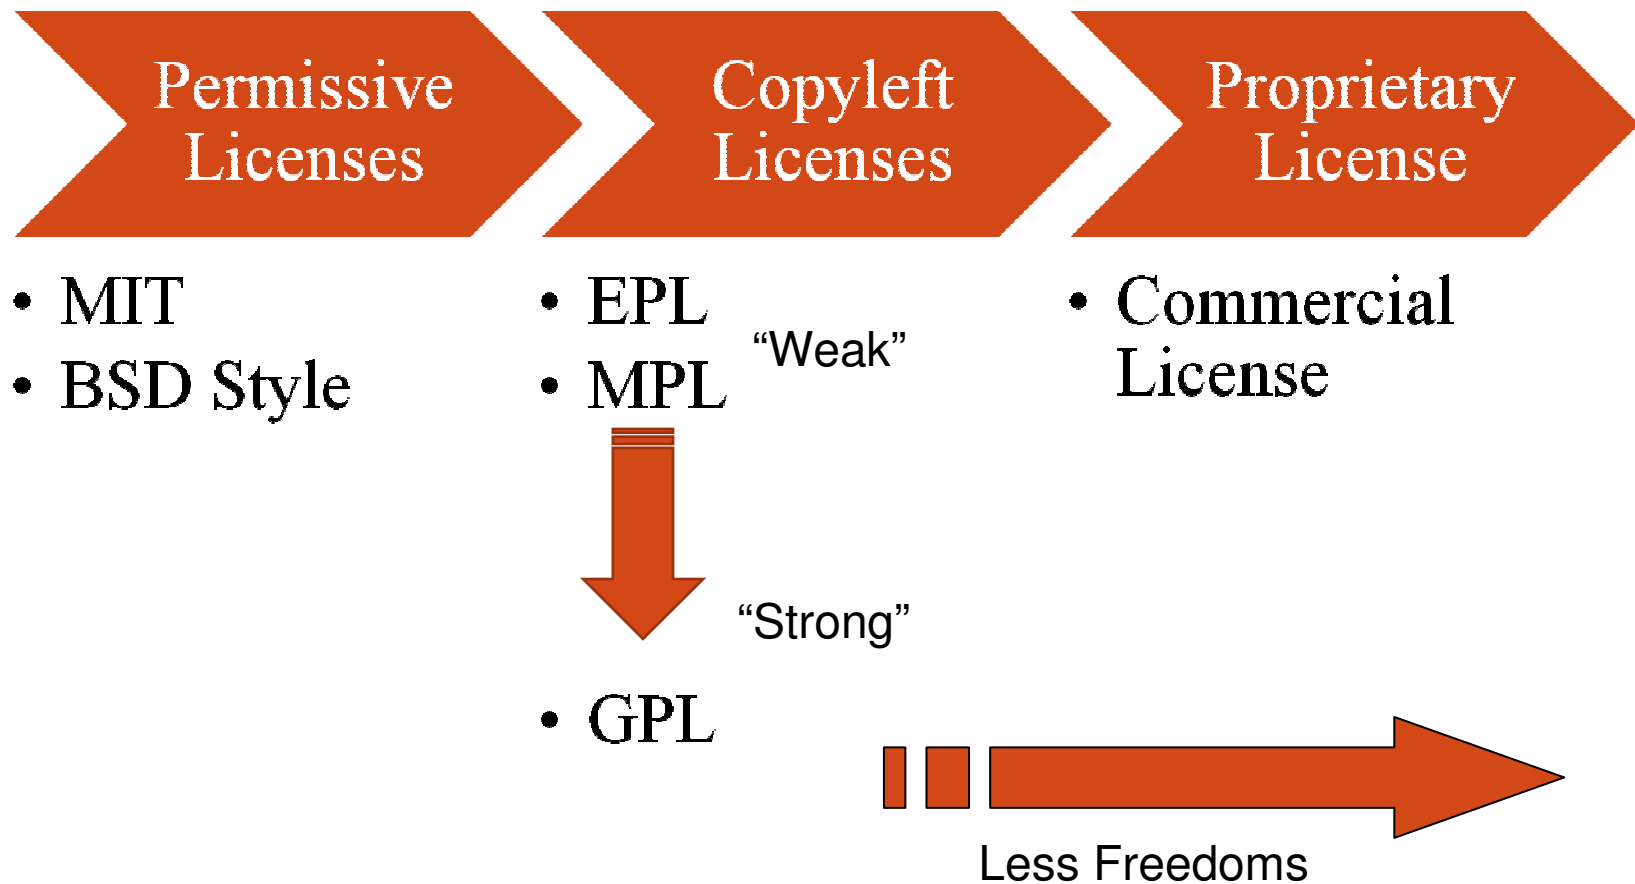 Permissive
Licenses
Copyleft
Licenses
Proprietary
License
• MIT
• BSD Style
• EPL
“Weak”
• MPL
“Strong”
• GPL
• Commercial
License
Less Freedoms